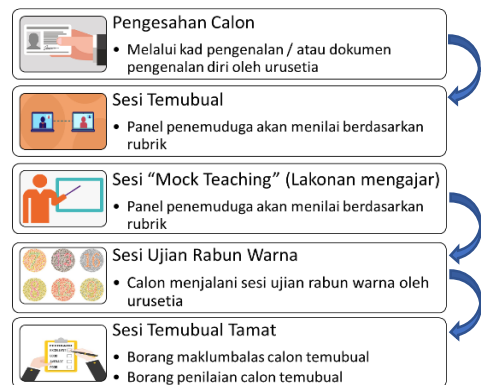 Pengesahan Calon
• Melalui kad pengenalan / atau dokumen
pengenalan diri oleh urusetia
Sesi Temubual
• Panel penemuduga akan menilai berdasarkan
rubrik
Sesi “Mock Teaching” (Lakonan mengajar)
• Panel penemuduga akan menilai berdasarkan
rubrik
Sesi Ujian Rabun Warna
• Calon menjalani sesi ujian rabun warna oleh
urusetia
Sesi Temubual Tamat
• Borang maklumbalas calon temubual
• Borang penilaian calon temubual